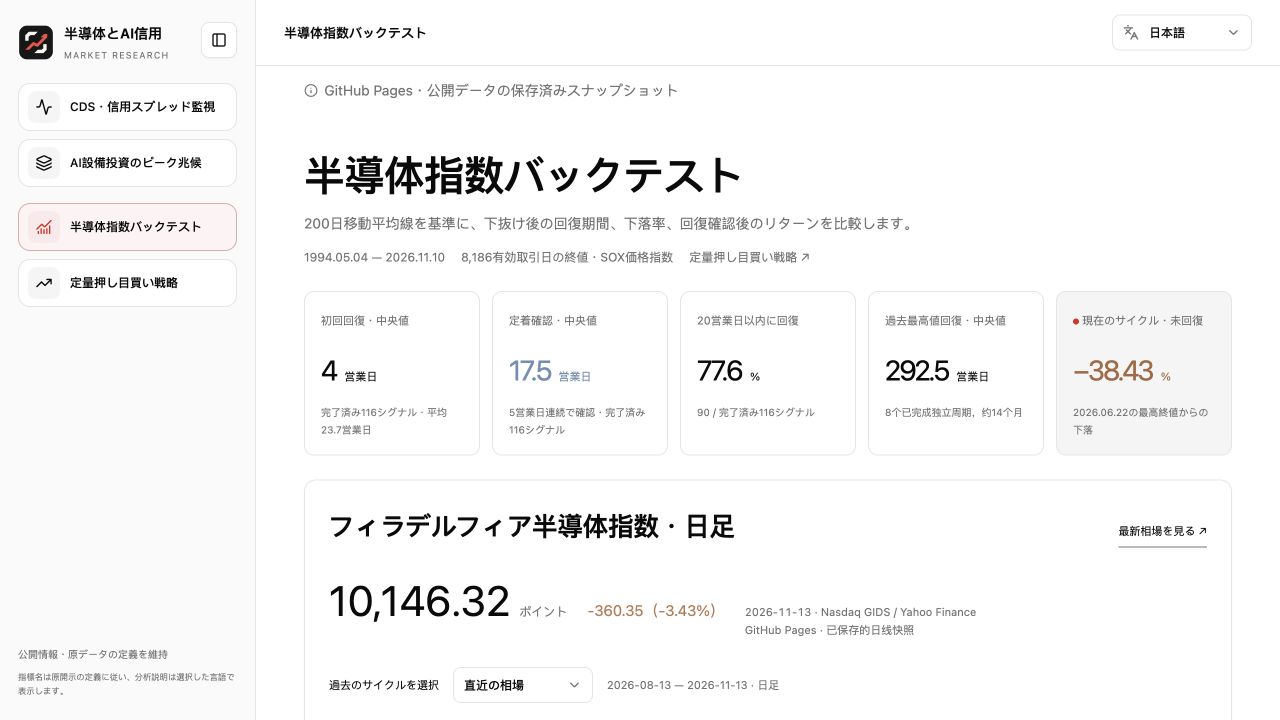 半導体とAI信用
MARKET RESEARCH
CDS・信用スプレッド監視
AI設備投資のピーク兆候
半導体指数バックテスト
定量押し目買い戦略
公開情報・原データの定義を維持
指標名は原開示の定義に従い、分析説明は選択した言語で
表示します。
半導体指数バックテスト
日本語
GitHub Pages・公開データの保存済みスナップショット
半導体指数バックテスト
200日移動平均線を基準に、下抜け後の回復期間、下落率、回復確認後のリターンを比較します。
1994.05.04 — 2026.11.10 8,186有効取引日の終値・SOX価格指数 定量押し目買い戦略 ↗
初回回復・中央値
4 営業日
完了済み116シグナル・平均
23.7営業日
定着確認・中央値
17.5 営業日
5営業日連続で確認・完了済み
116シグナル
20営業日以内に回復
77.6 %
90 / 完了済み116シグナル
過去最高値回復・中央値
292.5 営業日
8个已完成独立周期，约14个月
現在のサイクル・未回復
−38.43 %
2026.06.22の最高終値からの
下落
フィラデルフィア半導体指数・日足
最新相場を見る ↗
10,146.32 ポイント -360.35（-3.43%）
2026-11-13 · Nasdaq GIDS / Yahoo Finance
GitHub Pages · 已保存的日线快照
過去のサイクルを選択 直近の相場 2026-08-13 — 2026-11-13 · 日足